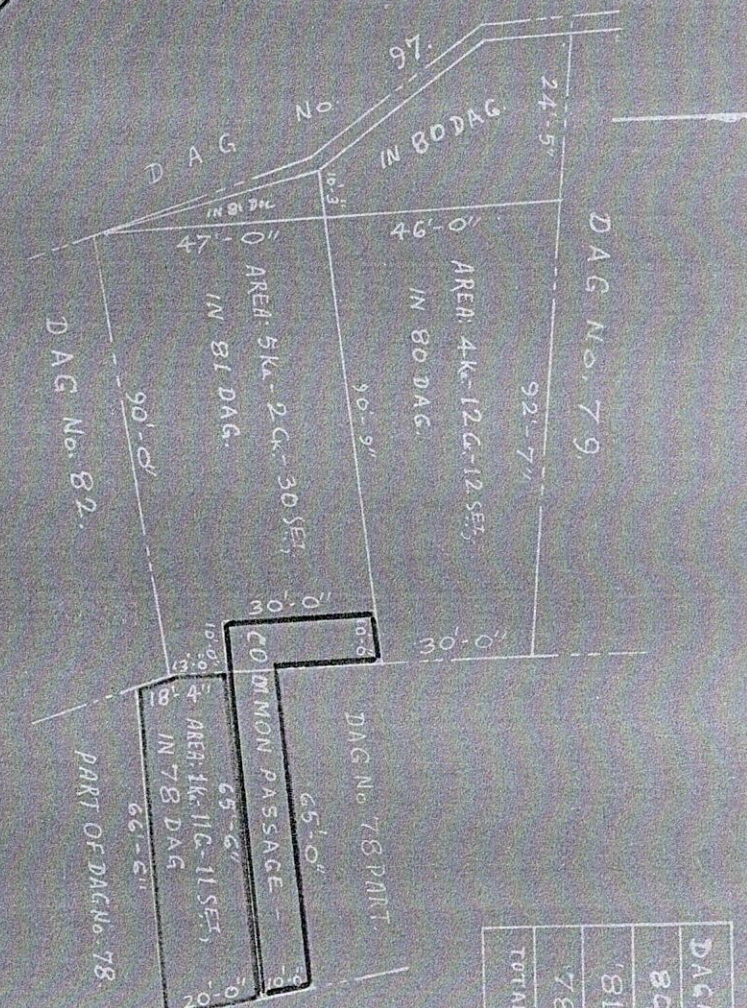 97.
No.
DAG
IN 80 DAG.
24'-5"
DAG No. 79.
10'-3"
IN 81 DAG
47'-0"
46'-0"
AREA: 4K-12C-12 SFT,
IN 80 DAG.
92'-7"
AREA: 5K-2C-30 SFT,
IN 81 DAG.
90'-9"
90'-0"
DAG No. 82.
30'-0"
10'-0"
30'-0"
10'-0"
13'-0"
18'-4"
COMMON PASSAGE -
DAG No 78 PART.
65'-0"
65'-6"
AREA: 1K-11C-11 SFT,
IN 78 DAG
66'-6"
PART OF DAG No. 78.
20'-0"
10'-0"
DAG
8
81
78
TOTAL